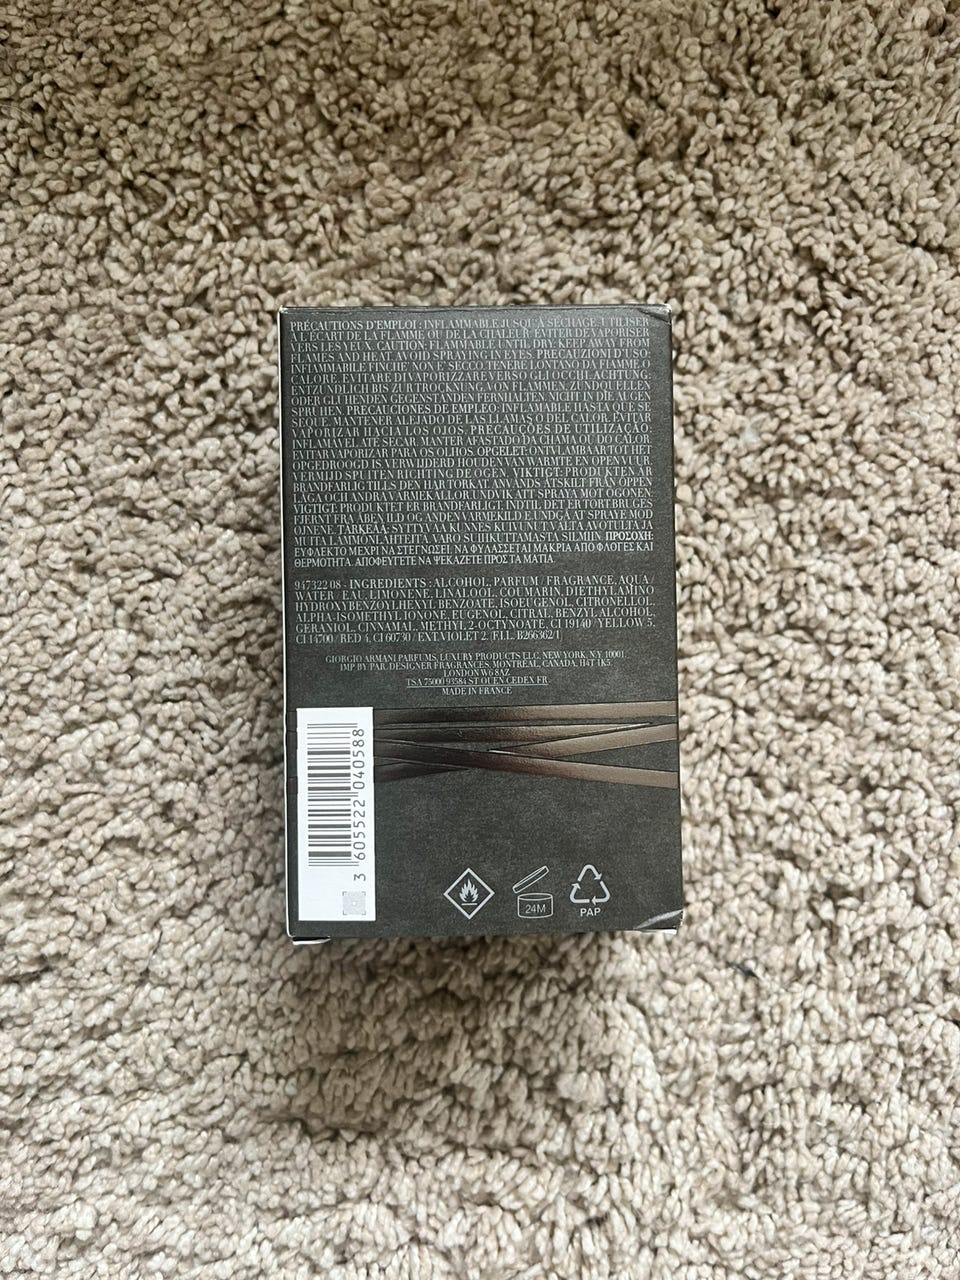 PRÉCAUTIONS D'EMPLOI : INFLAMMABLE JUSQU'À SÉCHAGE. UTILISER
À L'ÉCART DE LA FLAMME OU DE LA CHALEUR. ÉVITER DE VAPORISER
VERS LES YEUX. CAUTION: FLAMMABLE UNTIL DRY. KEEP AWAY FROM
FLAMES AND HEAT. AVOID SPRAYING IN EYES. PRECAUZIONI D'USO:
INFIAMMABILE FINCHE' NON E' SECCO. TENERE LONTANO DA FIAMME O
CALORE. EVITARE DI VAPORIZZARE VERSO GLI OCCHI. ACHTUNG:
ENTZÜNDLICH BIS ZUR TROCKNUNG. VON FLAMMEN, ZÜNDQUELLEN
ODER GLÜHENDEN GEGENSTÄNDEN FERNHALTEN. NICHT IN DIE AUGEN
SPRÜHEN. PRECAUCIONES DE EMPLEO: INFLAMABLE HASTA QUE SE
SEQUE. MANTENER ALEJADO DE LAS LLAMAS O DEL CALOR. EVITAR
VAPORIZAR HACIA LOS OJOS. PRECAUÇÕES DE UTILIZAÇÃO:
INFLAMÁVEL ATÉ SECAR. MANTER AFASTADO DA CHAMA OU DO CALOR.
EVITAR VAPORIZAR PARA OS OLHOS. OPGELET: ONTVLAMBAAR TOT HET
OPGEDROOGD IS. VERWIJDERD HOUDEN VAN WARMTE EN OPEN VUUR.
VERMIJD SPUITEN RICHTING DE OGEN. VIKTIGT: PRODUKTEN ÄR
BRANDFARLIG TILLS DEN HAR TORKAT. ANVÄNDS ÅTSKILT FRÅN ÖPPEN
LÅGA OCH ANDRA VÄRMEKÄLLOR. UNDVIK ATT SPRAYA MOT ÖGONEN.
VIGTIGT: PRODUKTET ER BRANDFARLIGT, INDTIL DET ER TORT. BRUGES
FJERNT FRA ÅBEN ILD OG ANDEN VARMEKILDE. UNDGÅ AT SPRAYE MOD
ØJNENE. TÄRKEÄÄ: SYTTYVÄÄ KUNNES KUIVUNUT. VÄLTÄ AVOTULTA JA
MUITA LÄMMÖNLÄHTEITÄ. VARO SUIHKUTTAMASTA SILMIIN. ΠΡΟΣΟΧΗ:
ΕΥΦΛΕΚΤΟ ΜΕΧΡΙ ΝΑ ΣΤΕΓΝΩΣΕΙ. ΝΑ ΦΥΛΑΣΣΕΤΑΙ ΜΑΚΡΙΑ ΑΠΟ ΦΛΟΓΕΣ ΚΑΙ
ΘΕΡΜΟΤΗΤΑ. ΑΠΟΦΕΥΓΕΤΕ ΝΑ ΨΕΚΑΖΕΤΕ ΠΡΟΣ ΤΑ ΜΑΤΙΑ.
947322 08 - INGREDIENTS : ALCOHOL, PARFUM / FRAGRANCE, AQUA /
WATER / EAU, LIMONENE, LINALOOL, COUMARIN, DIETHYLAMINO
HYDROXYBENZOYL HEXYL BENZOATE, ISOEUGENOL, CITRONELLOL,
ALPHA-ISOMETHYL IONONE, EUGENOL, CITRAL, BENZYL ALCOHOL,
GERANIOL, CINNAMAL, METHYL 2-OCTYNOATE, CI 19140 / YELLOW 5,
CI 14700 / RED 4, CI 60730 / EXT. VIOLET 2. [F.I.L. B266362/1]
GIORGIO ARMANI PARFUMS, LUXURY PRODUCTS LLC, NEW YORK, N.Y. 10001.
IMP BY/PAR. DESIGNER FRAGRANCES, MONTRÉAL, CANADA, H4T 1K5.
LONDON W6 8AZ
TSA 75000 93584 ST OUEN CEDEX FR
MADE IN FRANCE
3 605522 040588
24M
PAP